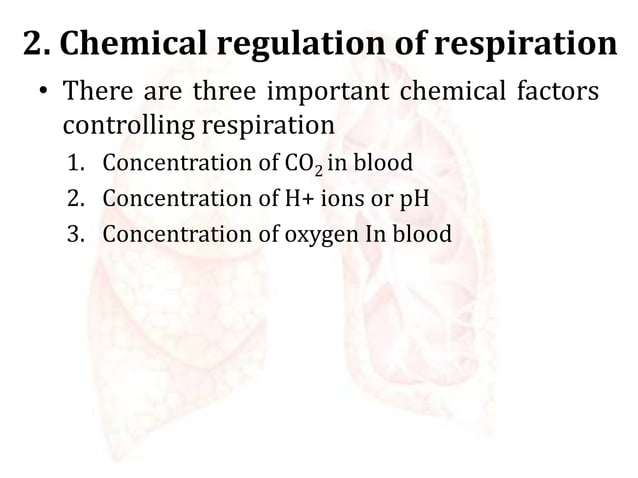 2. Chemical regulation of respiration
• There are three important chemical factors
controlling respiration
1. Concentration of CO₂ in blood
2. Concentration of H+ ions or pH
3. Concentration of oxygen In blood